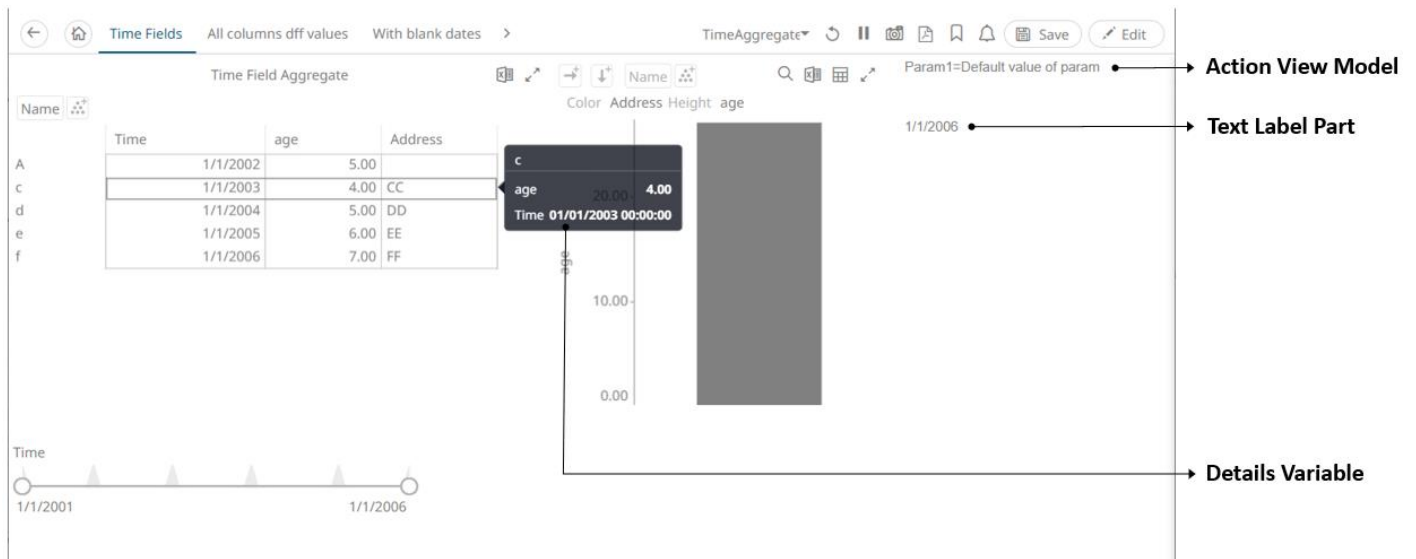 Time Fields All columns dff values With blank dates > TimeAggregate Save Edit
Time Field Aggregate Name Param1=Default value of param Action View Model
Name Color Address Height age
1/1/2006 Text Label Part
Time age Address
A 1/1/2002 5.00
c 1/1/2003 4.00 CC
d 1/1/2004 5.00 DD
e 1/1/2005 6.00 EE
f 1/1/2006 7.00 FF
c
age 4.00
Time 01/01/2003 00:00:00
20.00
age
10.00
0.00
Time
Details Variable
1/1/2001 1/1/2006